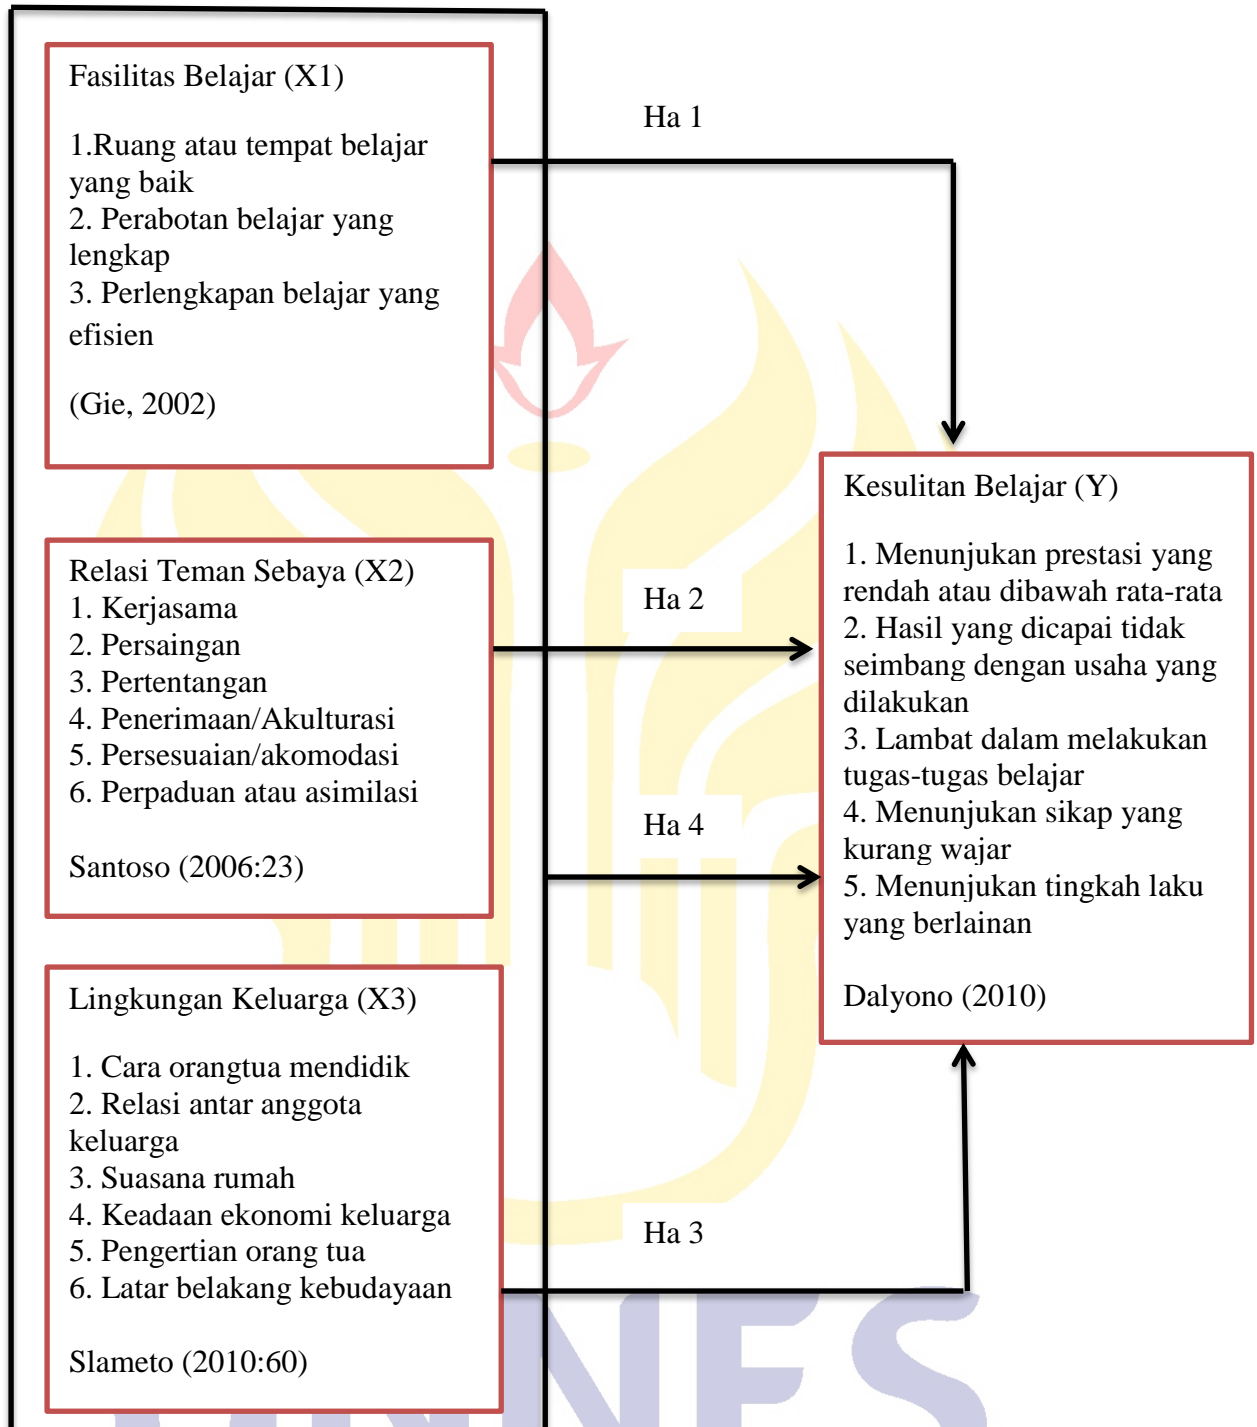 Fasilitas Belajar (X1)
1.Ruang atau tempat belajar
yang baik
2. Perabotan belajar yang
lengkap
3. Perlengkapan belajar yang
efisien
(Gie, 2002)
Ha 1
Relasi Teman Sebaya (X2)
1. Kerjasama
2. Persaingan
3. Pertentangan
4. Penerimaan/Akulturasi
5. Persesuaian/akomodasi
6. Perpaduan atau asimilasi
Santoso (2006:23)
Ha 2
Ha 4
Kesulitan Belajar (Y)
1. Menunjukan prestasi yang
rendah atau dibawah rata-rata
2. Hasil yang dicapai tidak
seimbang dengan usaha yang
dilakukan
3. Lambat dalam melakukan
tugas-tugas belajar
4. Menunjukan sikap yang
kurang wajar
5. Menunjukan tingkah laku
yang berlainan
Dalyono (2010)
Lingkungan Keluarga (X3)
1. Cara orangtua mendidik
2. Relasi antar anggota
keluarga
3. Suasana rumah
4. Keadaan ekonomi keluarga
5. Pengertian orang tua
6. Latar belakang kebudayaan
Slameto (2010:60)
Ha 3
UNNES